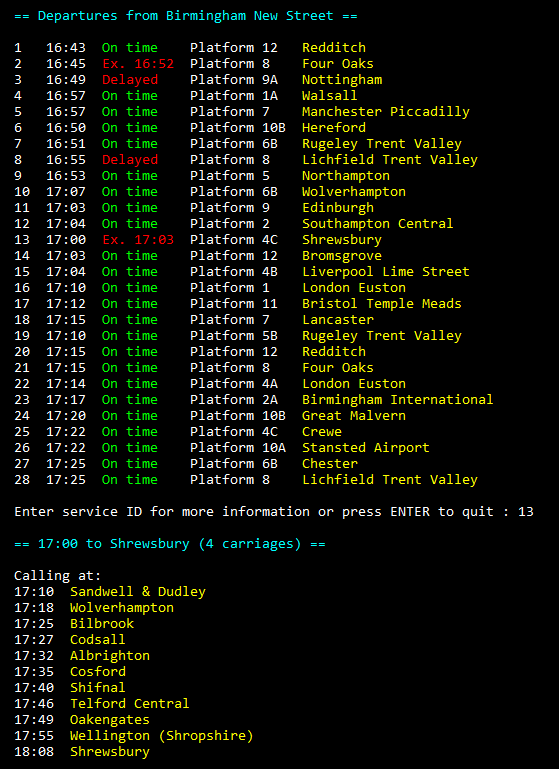 == Departures from Birmingham New Street ==
1 16:43 On time Platform 12 Redditch
2 16:45 Ex. 16:52 Platform 8 Four Oaks
3 16:49 Delayed Platform 9A Nottingham
4 16:57 On time Platform 1A Walsall
5 16:57 On time Platform 7 Manchester Piccadilly
6 16:50 On time Platform 10B Hereford
7 16:51 On time Platform 6B Rugeley Trent Valley
8 16:55 Delayed Platform 8 Lichfield Trent Valley
9 16:53 On time Platform 5 Northampton
10 17:07 On time Platform 6B Wolverhampton
11 17:03 On time Platform 9 Edinburgh
12 17:04 On time Platform 2 Southampton Central
13 17:00 Ex. 17:03 Platform 4C Shrewsbury
14 17:03 On time Platform 12 Bromsgrove
15 17:04 On time Platform 4B Liverpool Lime Street
16 17:10 On time Platform 1 London Euston
17 17:12 On time Platform 11 Bristol Temple Meads
18 17:15 On time Platform 7 Lancaster
19 17:10 On time Platform 5B Rugeley Trent Valley
20 17:15 On time Platform 12 Redditch
21 17:15 On time Platform 8 Four Oaks
22 17:14 On time Platform 4A London Euston
23 17:17 On time Platform 2A Birmingham International
24 17:20 On time Platform 10B Great Malvern
25 17:22 On time Platform 4C Crewe
26 17:22 On time Platform 10A Stansted Airport
27 17:25 On time Platform 6B Chester
28 17:25 On time Platform 8 Lichfield Trent Valley
Enter service ID for more information or press ENTER to quit : 13
== 17:00 to Shrewsbury (4 carriages) ==
Calling at:
17:10 Sandwell & Dudley
17:18 Wolverhampton
17:25 Bilbrook
17:27 Codsall
17:32 Albrighton
17:35 Cosford
17:40 Shifnal
17:46 Telford Central
17:49 Oakengates
17:55 Wellington (Shropshire)
18:08 Shrewsbury